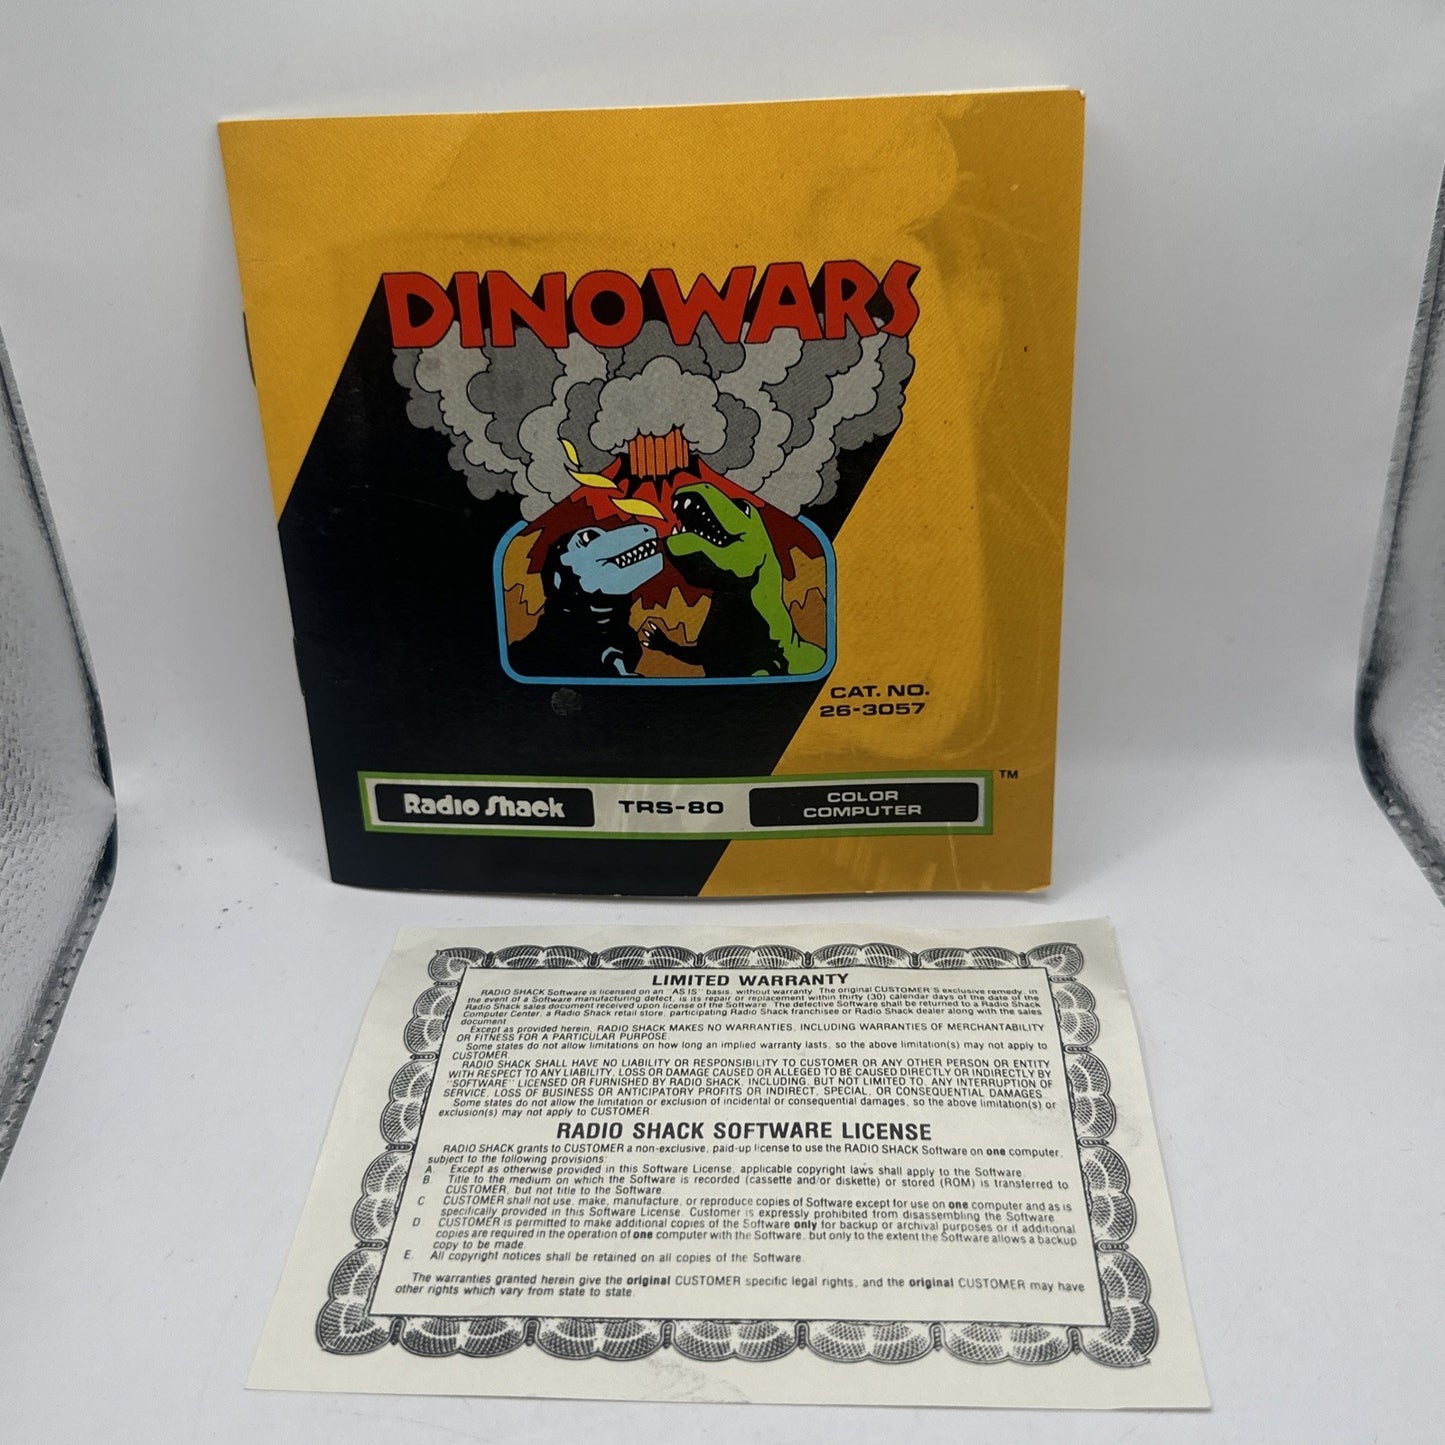 DINO WARS
CAT. NO.
26-3057
TM
Radio Shack TRS-80 COLOR
COMPUTER
LIMITED WARRANTY
RADIO SHACK Software is licensed on an "AS IS" basis, without warranty. The original CUSTOMER'S exclusive remedy, in
the event of a Software manufacturing defect, is its repair or replacement within thirty (30) calendar days of the date of the
Radio Shack sales document received upon license of the Software. The defective Software shall be returned to a Radio Shack
Computer Center, a Radio Shack retail store, participating Radio Shack franchisee or Radio Shack dealer along with the sales
document.
Except as provided herein, RADIO SHACK MAKES NO WARRANTIES, INCLUDING WARRANTIES OF MERCHANTABILITY
OR FITNESS FOR A PARTICULAR PURPOSE.
Some states do not allow limitations on how long an implied warranty lasts, so the above limitation(s) may not apply to
CUSTOMER.
RADIO SHACK SHALL HAVE NO LIABILITY OR RESPONSIBILITY TO CUSTOMER OR ANY OTHER PERSON OR ENTITY
WITH RESPECT TO ANY LIABILITY, LOSS OR DAMAGE CAUSED OR ALLEGED TO BE CAUSED DIRECTLY OR INDIRECTLY BY
"SOFTWARE" LICENSED OR FURNISHED BY RADIO SHACK, INCLUDING, BUT NOT LIMITED TO, ANY INTERRUPTION OF
SERVICE, LOSS OF BUSINESS OR ANTICIPATORY PROFITS OR INDIRECT, SPECIAL, OR CONSEQUENTIAL DAMAGES.
Some states do not allow the limitation or exclusion of incidental or consequential damages, so the above limitation(s) or
exclusion(s) may not apply to CUSTOMER.
RADIO SHACK SOFTWARE LICENSE
RADIO SHACK grants to CUSTOMER a non-exclusive, paid-up license to use the RADIO SHACK Software on one computer,
subject to the following provisions:
A. Except as otherwise provided in this Software License, applicable copyright laws shall apply to the Software.
B. Title to the medium on which the Software is recorded (cassette and/or diskette) or stored (ROM) is transferred to
CUSTOMER, but not title to the Software.
C. CUSTOMER shall not use, make, manufacture, or reproduce copies of Software except for use on one computer and as is
specifically provided in this Software License. Customer is expressly prohibited from disassembling the Software.
D. CUSTOMER is permitted to make additional copies of the Software only for backup or archival purposes or if additional
copies are required in the operation of one computer with the Software, but only to the extent the Software allows a backup
copy to be made.
E. All copyright notices shall be retained on all copies of the Software.
The warranties granted herein give the original CUSTOMER specific legal rights, and the original CUSTOMER may have
other rights which vary from state to state.